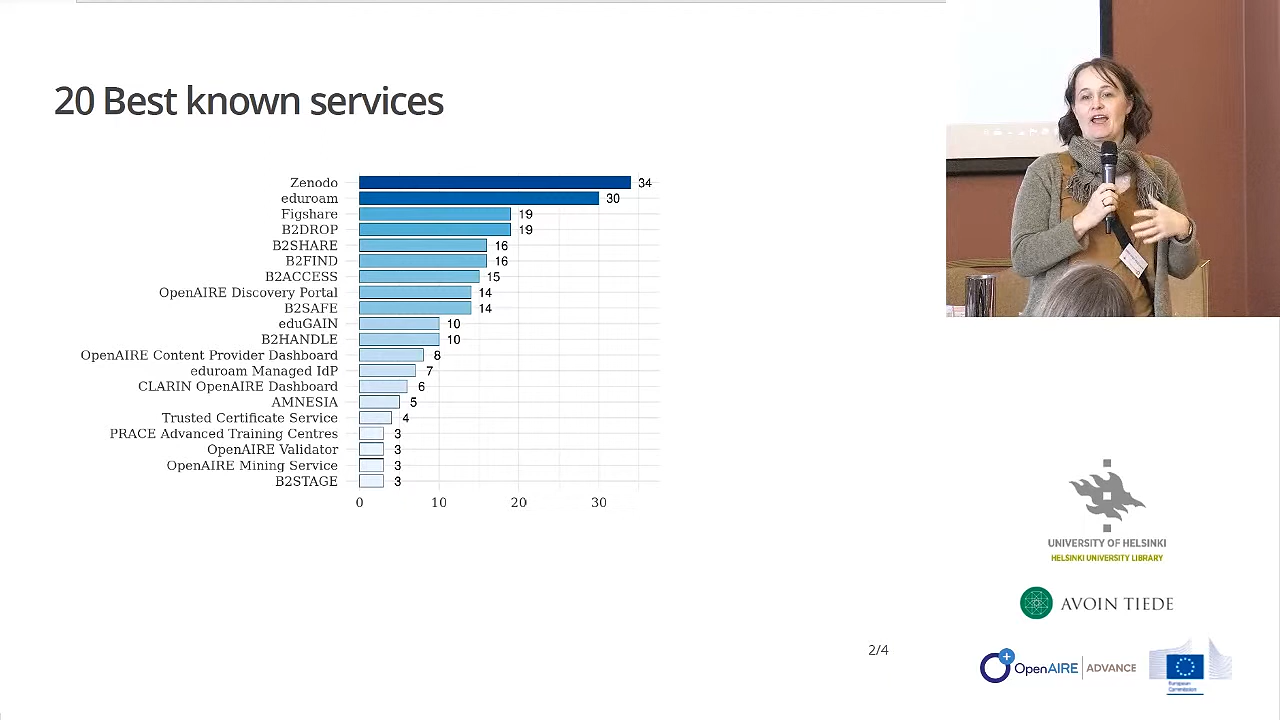 20 Best known services
Zenodo 34
eduroam 30
Figshare 19
B2DROP 19
B2SHARE 16
B2FIND 16
B2ACCESS 15
OpenAIRE Discovery Portal 14
B2SAFE 14
eduGAIN 10
B2HANDLE 10
OpenAIRE Content Provider Dashboard 8
eduroam Managed IdP 7
CLARIN OpenAIRE Dashboard 6
AMNESIA 5
Trusted Certificate Service 4
PRACE Advanced Training Centres 3
OpenAIRE Validator 3
OpenAIRE Mining Service 3
B2STAGE 3
0 10 20 30
UNIVERSITY OF HELSINKI
HELSINKI UNIVERSITY LIBRARY
AVOIN TIEDE
2/4
OpenAIRE ADVANCE
European
Commission